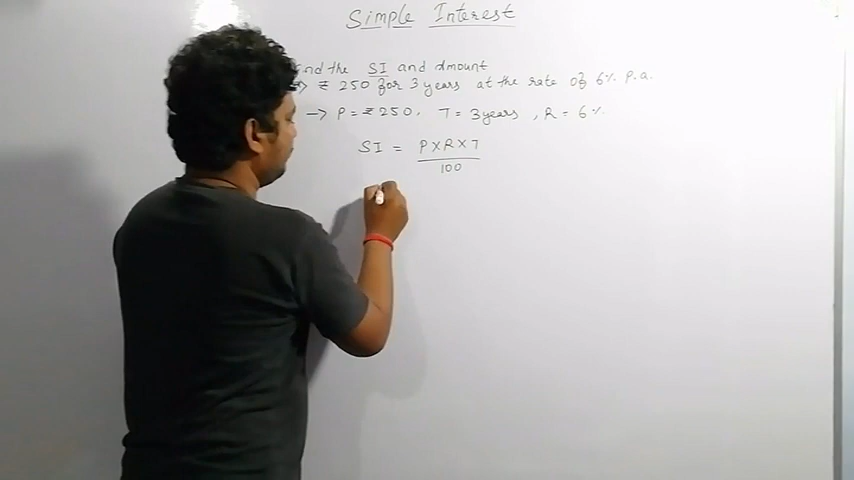 Simple Interest
nd the SI and Amount
₹ 250 for 3 years at the rate of 6% P.a.
→ P = ₹ 250, T = 3 years, R = 6%
SI = P X R X T
100